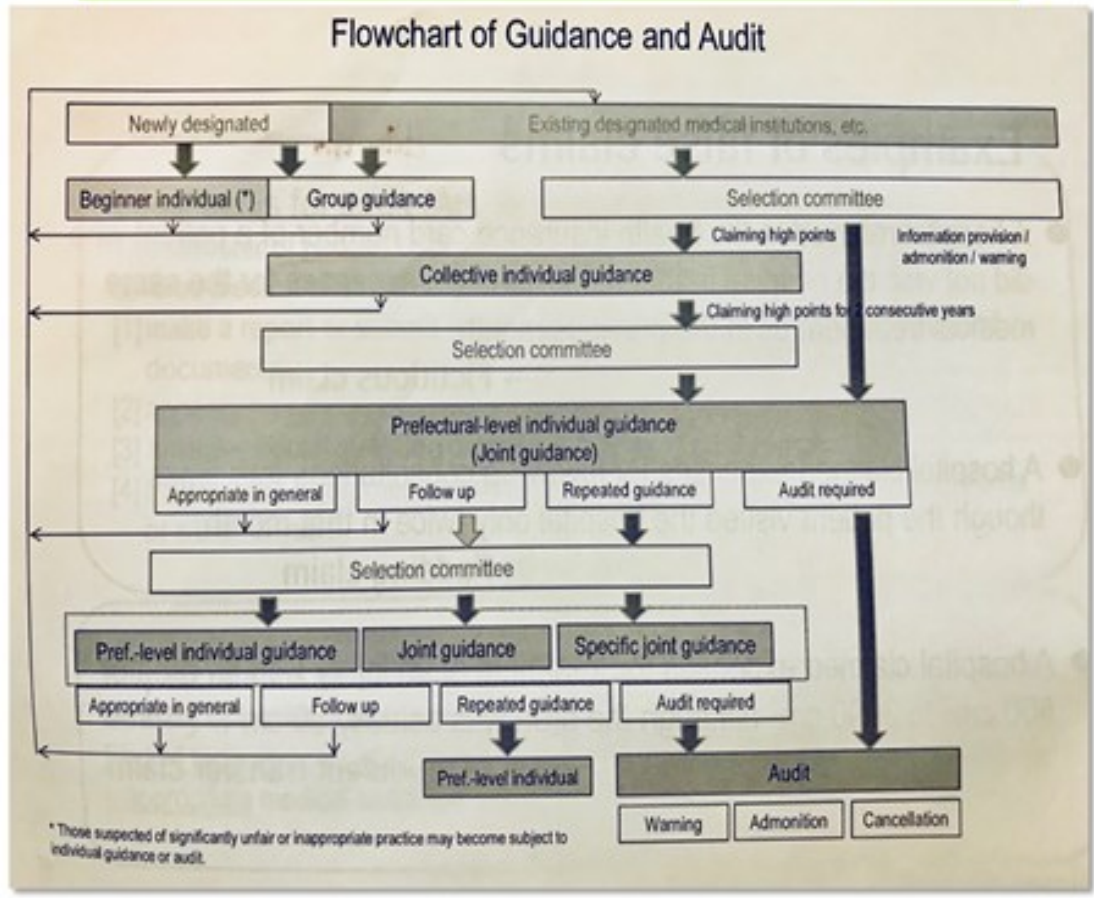 Flowchart of Guidance and Audit
Newly designated
Existing designated medical institutions, etc.
Beginner individual (*)
Group guidance
Selection committee
Claiming high points
Information provision /
admonition / warning
Collective individual guidance
Claiming high points for 2 consecutive years
Selection committee
Prefectural-level individual guidance
(Joint guidance)
Appropriate in general
Follow up
Repeated guidance
Audit required
Selection committee
Pref.-level individual guidance
Joint guidance
Specific joint guidance
Appropriate in general
Follow up
Repeated guidance
Audit required
Pref.-level individual
Audit
Warning
Admonition
Cancellation
* Those suspected of significantly unfair or inappropriate practice may become subject to
individual guidance or audit.